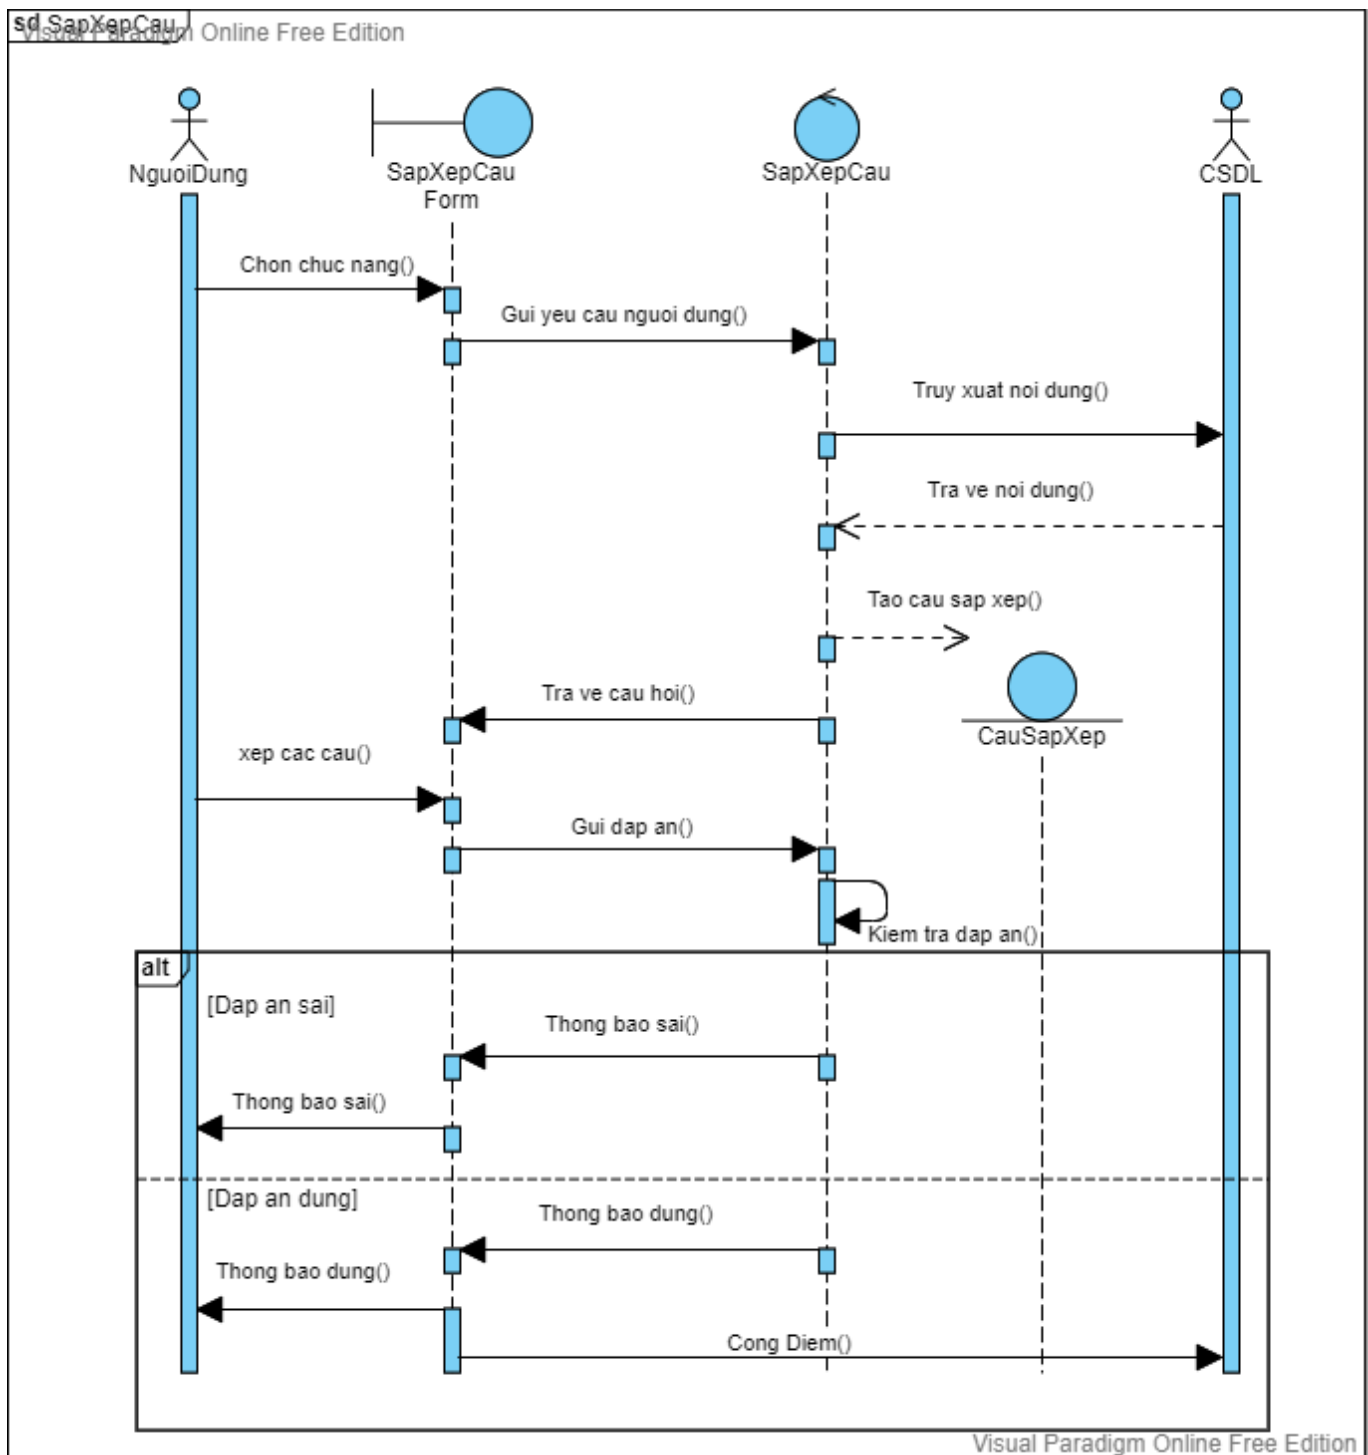 sd SapXepCau
Visual Paradigm Online Free Edition
NguoiDung
SapXepCau
Form
SapXepCau
CSDL
Chon chuc nang()
Gui yeu cau nguoi dung()
Truy xuat noi dung()
Tra ve noi dung()
Tao cau sap xep()
Tra ve cau hoi()
CauSapXep
xep cac cau()
Gui dap an()
Kiem tra dap an()
alt
[Dap an sai]
Thong bao sai()
Thong bao sai()
[Dap an dung]
Thong bao dung()
Thong bao dung()
Cong Diem()
Visual Paradigm Online Free Edition